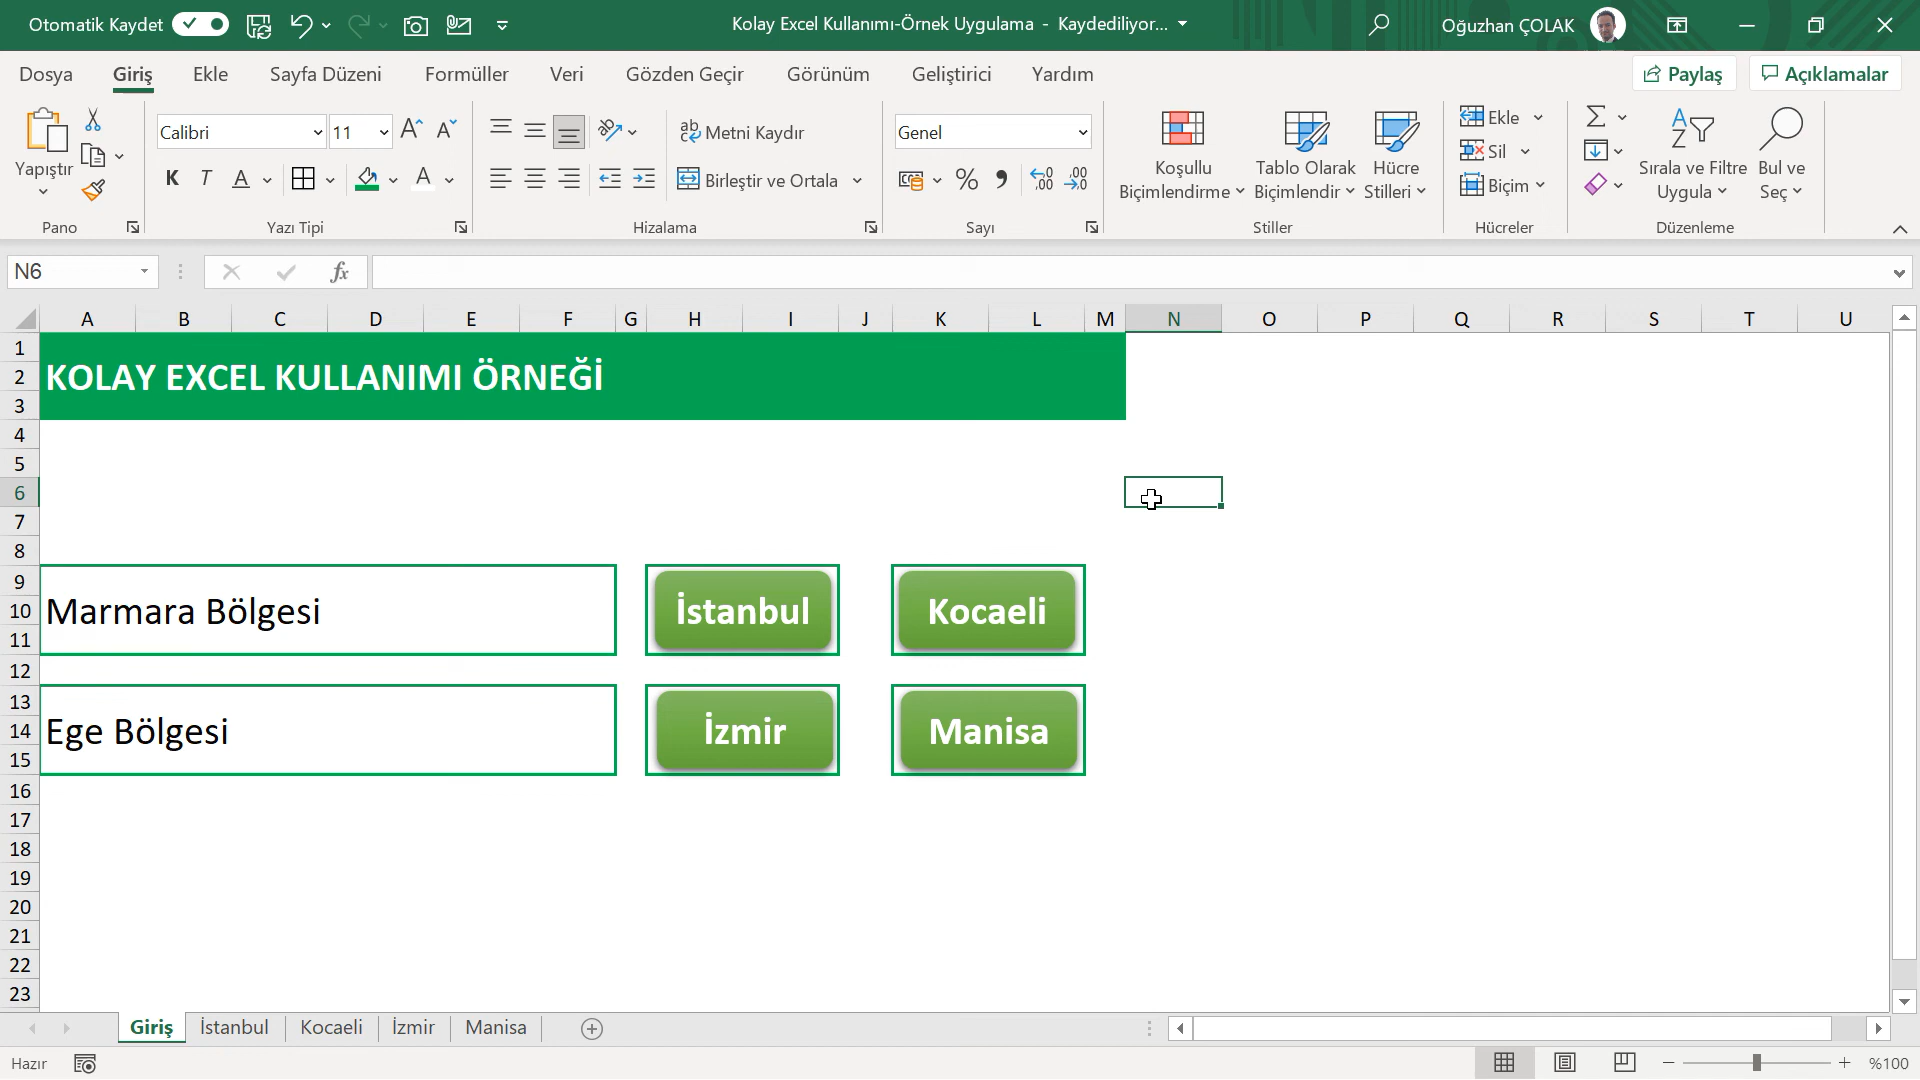 Otomatik Kaydet
Kolay Excel Kullanımı-Örnek Uygulama - Kaydediliyor...
Oğuzhan ÇOLAK
Dosya Giriş Ekle Sayfa Düzeni Formüller Veri Gözden Geçir Görünüm Geliştirici Yardım
Paylaş Açıklamalar
Yapıştır
Pano
Calibri 11
K T A A
Yazı Tipi
Metni Kaydır
Birleştir ve Ortala
Hizalama
Genel
Sayı
Koşullu Biçimlendirme
Tablo Olarak Biçimlendir
Hücre Stilleri
Stiller
Ekle
Sil
Biçim
Hücreler
Sırala ve Filtre Uygula
Bul ve Seç
Düzenleme
N6
fx
A B C D E F G H I J K L M N O P Q R S T U
1
2 KOLAY EXCEL KULLANIMI ÖRNEĞİ
3
4
5
6
7
8
9
10 Marmara Bölgesi İstanbul Kocaeli
11
12
13
14 Ege Bölgesi İzmir Manisa
15
16
17
18
19
20
21
22
23
Giriş İstanbul Kocaeli İzmir Manisa
Hazır
%100